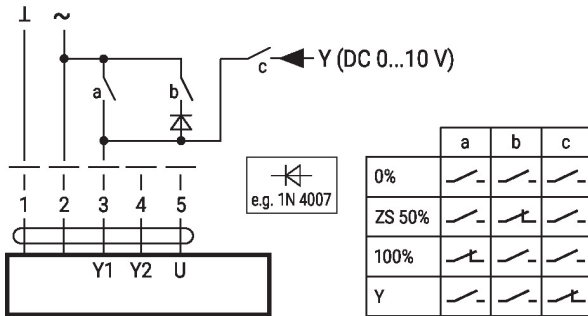 ⊥ ~
a
b
c
Y (DC 0...10 V)
1 2 3 4 5
Y1 Y2 U
e.g. 1N 4007
a b c
0%
ZS 50%
100%
Y